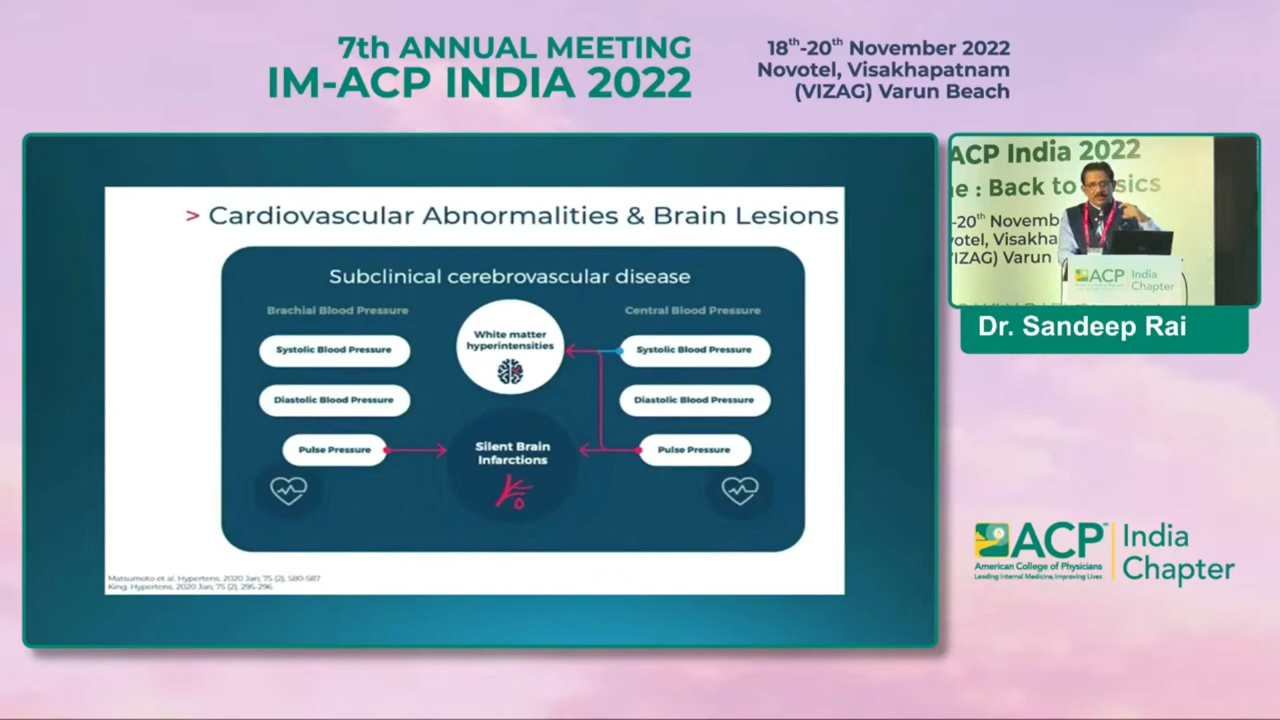 7th ANNUAL MEETING
IM-ACP INDIA 2022
18th-20th November 2022
Novotel, Visakhapatnam
(VIZAG) Varun Beach
> Cardiovascular Abnormalities & Brain Lesions
Subclinical cerebrovascular disease
Brachial Blood Pressure
Systolic Blood Pressure
Diastolic Blood Pressure
Pulse Pressure
White matter
hyperintensities
Silent Brain
Infarctions
Central Blood Pressure
Systolic Blood Pressure
Diastolic Blood Pressure
Pulse Pressure
Matsumoto et al. Hypertens. 2020 Jan; 75 (2), 580-587
King. Hypertens. 2020 Jan; 75 (2), 295-296
ACP India 2022
e : Back to sics
-20th Novemb
otel, Visakha
VIZAG) Varun
ACP India
Chapter
Dr. Sandeep Rai
ACP
American College of Physicians
Leading Internal Medicine, Improving Lives
India
Chapter